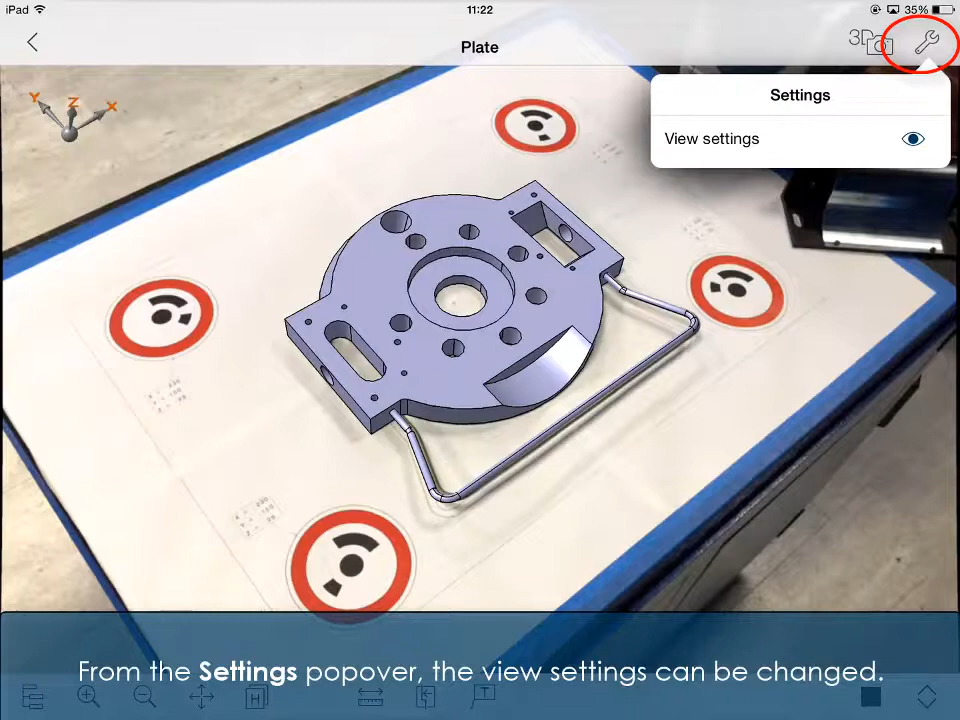 iPad 11:22 35%
Plate
3D
Settings
View settings
Y Z X
From the Settings popover, the view settings can be changed.
H T